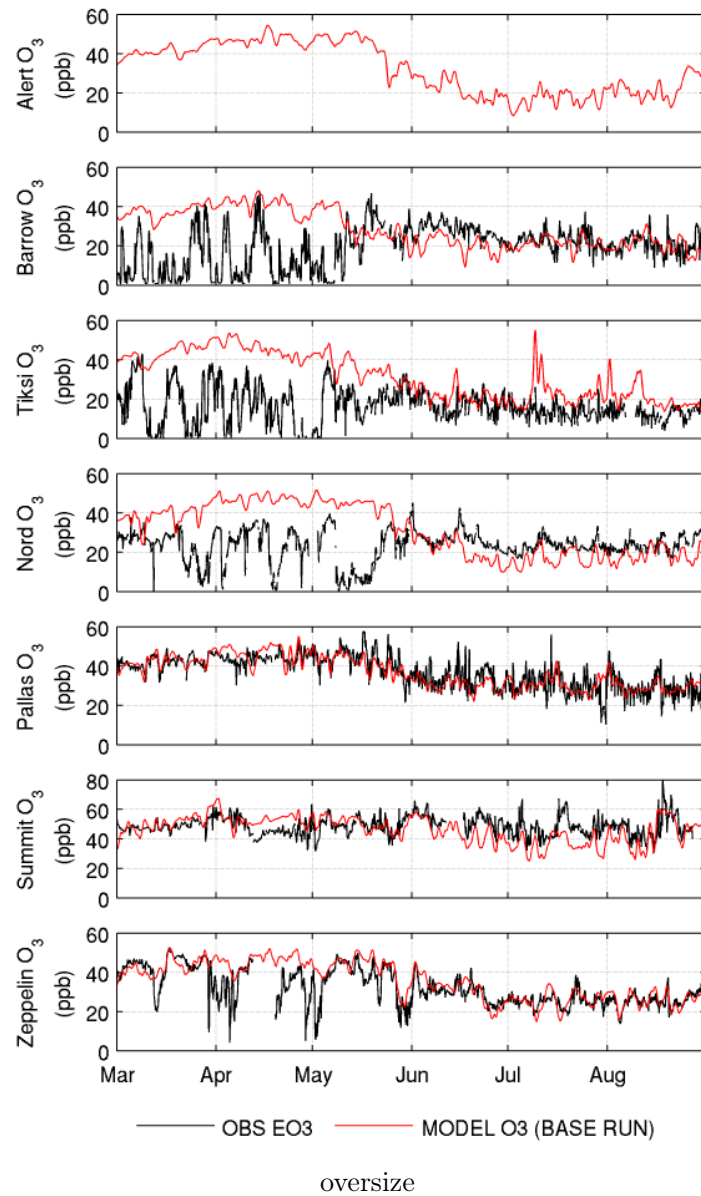 60
40
20
0
Alert O3
(ppb)
60
40
20
0
Barrow O3
(ppb)
60
40
20
0
Tiksi O3
(ppb)
60
40
20
0
Nord O3
(ppb)
60
40
20
0
Pallas O3
(ppb)
80
60
40
20
0
Summit O3
(ppb)
60
40
20
0
Zeppelin O3
(ppb)
Mar Apr May Jun Jul Aug
OBS EO3 MODEL O3 (BASE RUN)
oversize